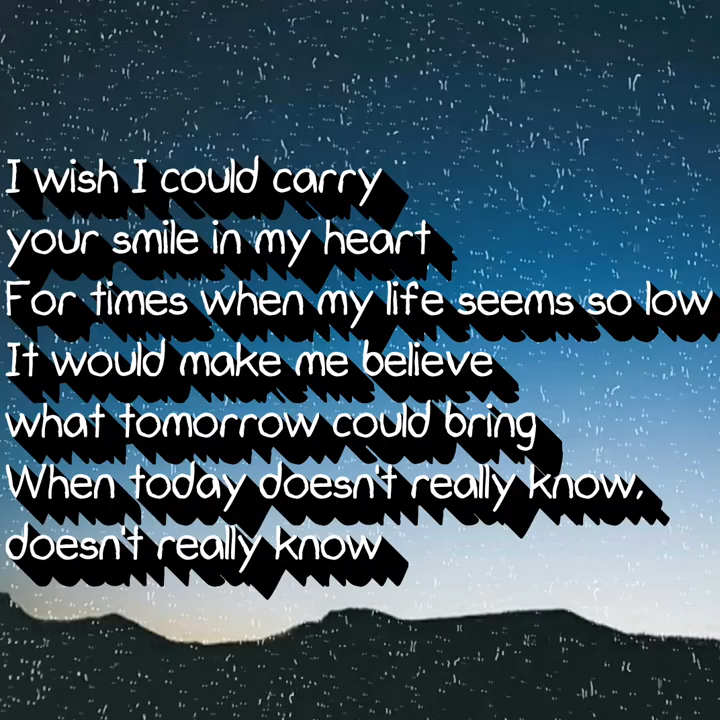 I wish I could carry
your smile in my heart
For times when my life seems so low
It would make me believe
what tomorrow could bring
When today doesn't really know,
doesn't really know